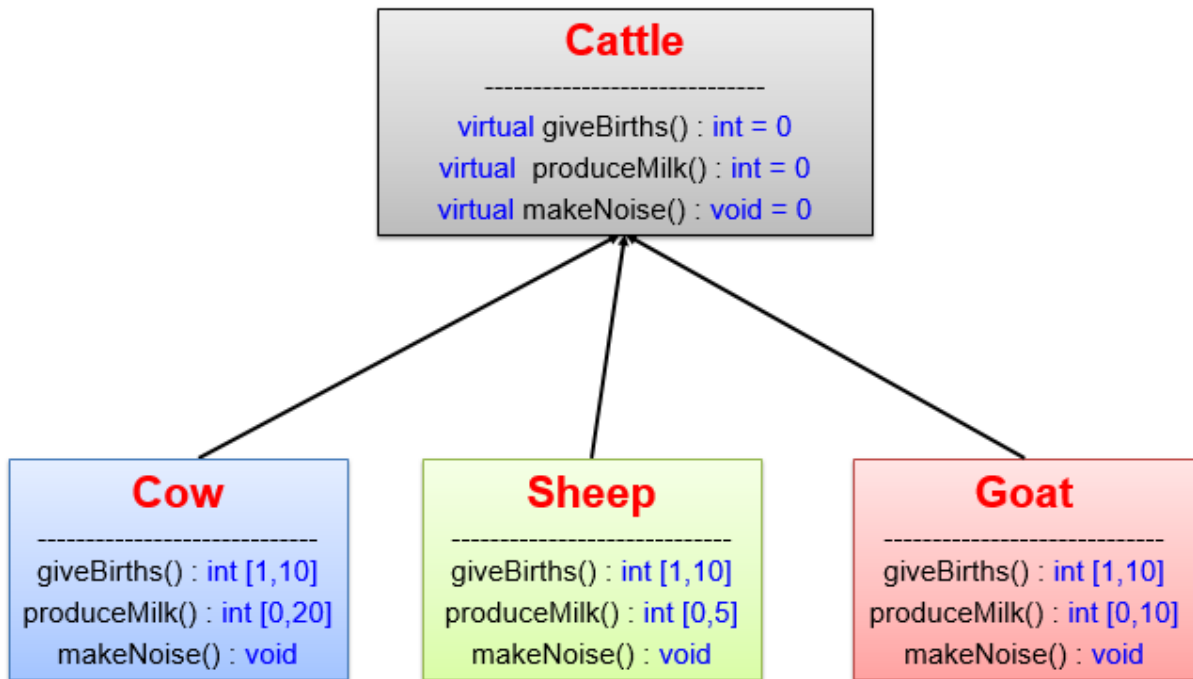 Cattle
-----------------------------
virtual giveBirths() : int = 0
virtual produceMilk() : int = 0
virtual makeNoise() : void = 0
Cow
-----------------------------
giveBirths() : int [1,10]
produceMilk() : int [0,20]
makeNoise() : void
Sheep
-----------------------------
giveBirths() : int [1,10]
produceMilk() : int [0,5]
makeNoise() : void
Goat
-----------------------------
giveBirths() : int [1,10]
produceMilk() : int [0,10]
makeNoise() : void